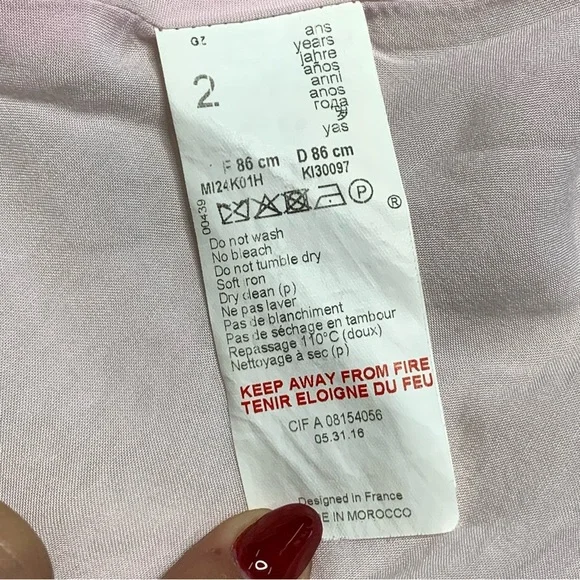 ans
years
jahre
años
anni
anos
года
yas
2
F 86 cm D 86 cm
MI24K01H KI30097
00439
P ®
Do not wash
No bleach
Do not tumble dry
Soft iron
Dry clean (p)
Ne pas laver
Pas de blanchiment
Pas de séchage en tambour
Repassage 110°C (doux)
Nettoyage à sec (p)
KEEP AWAY FROM FIRE
TENIR ELOIGNE DU FEU
CIF A 08154056
05.31.16
Designed in France
E IN MOROCCO